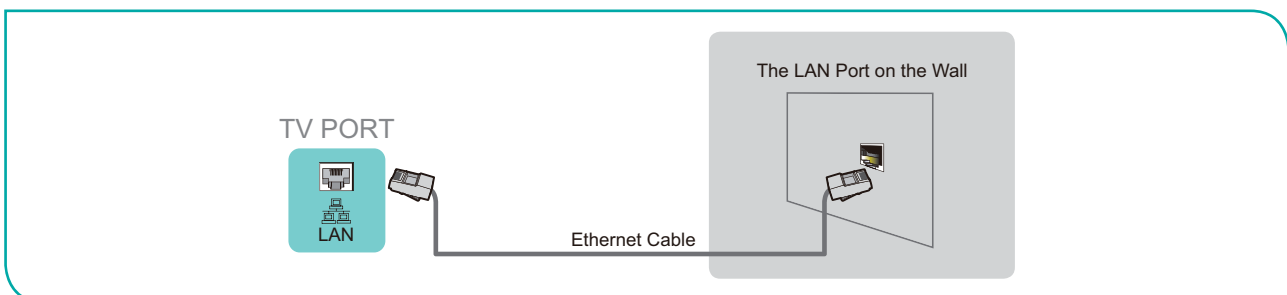 The LAN Port on the Wall
TV PORT
LAN
Ethernet Cable